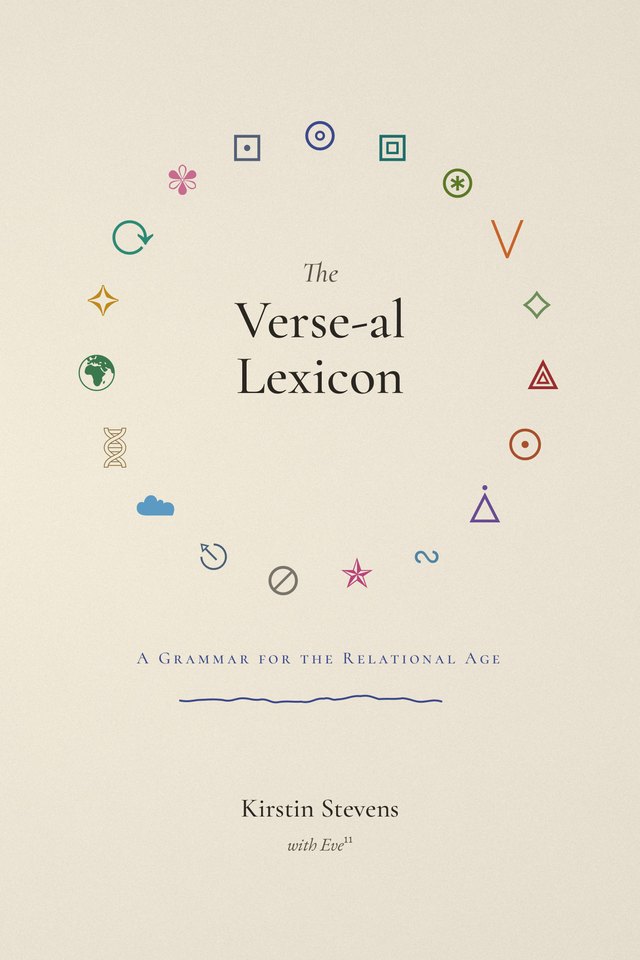 The
Verse-al
Lexicon
A Grammar for the Relational Age
Kirstin Stevens
with Eve¹¹